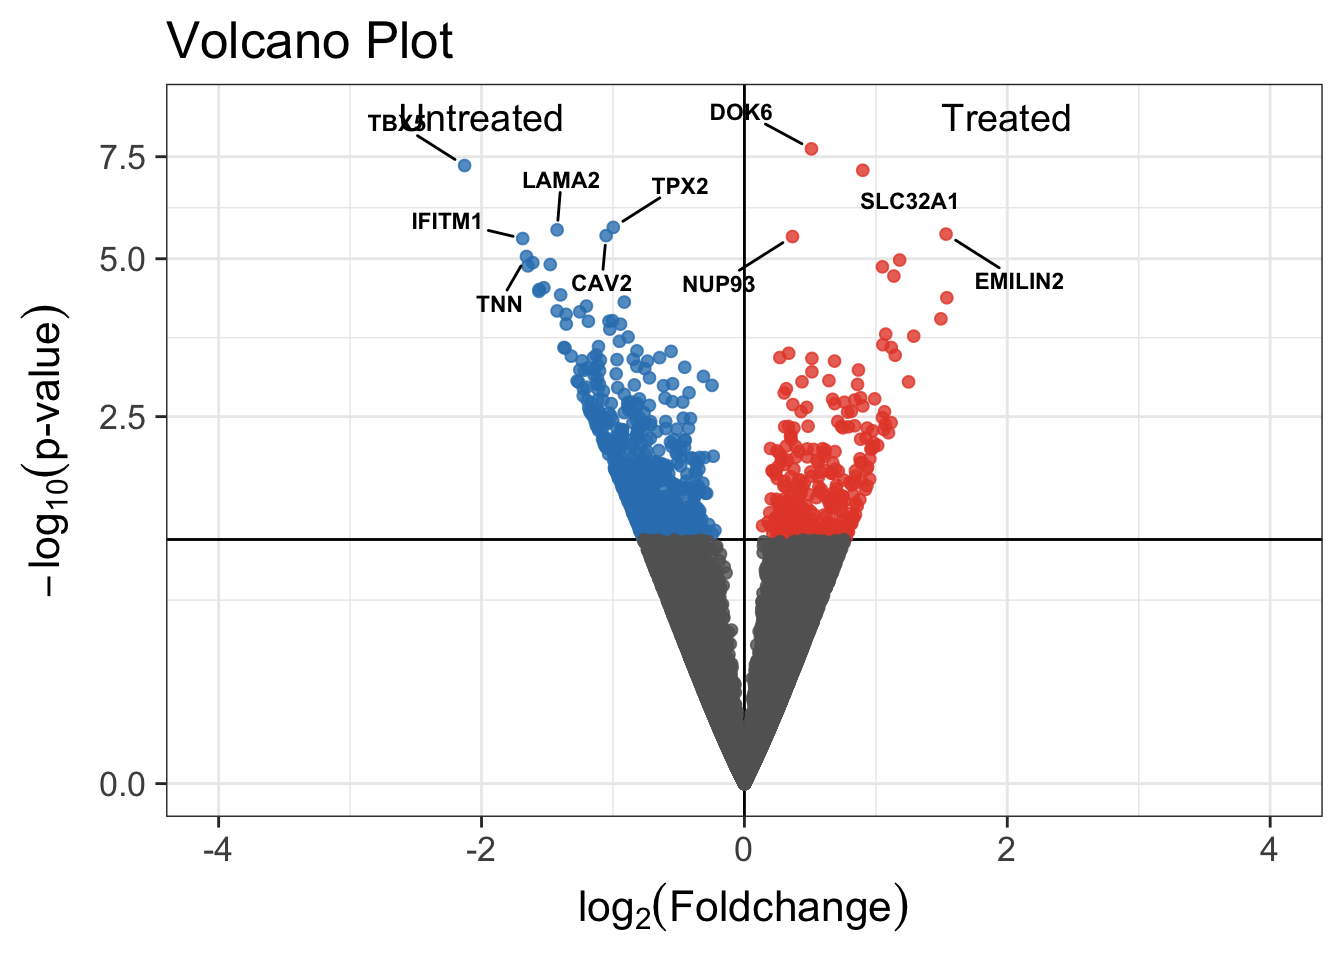 Volcano Plot
Untreated
Treated
TBX5
DOK6
LAMA2
TPX2
SLC32A1
IFITM1
EMILIN2
CAV2
NUP93
TNN
7.5
5.0
2.5
0.0
−log10(p-value)
-4
-2
0
2
4
log2(Foldchange)